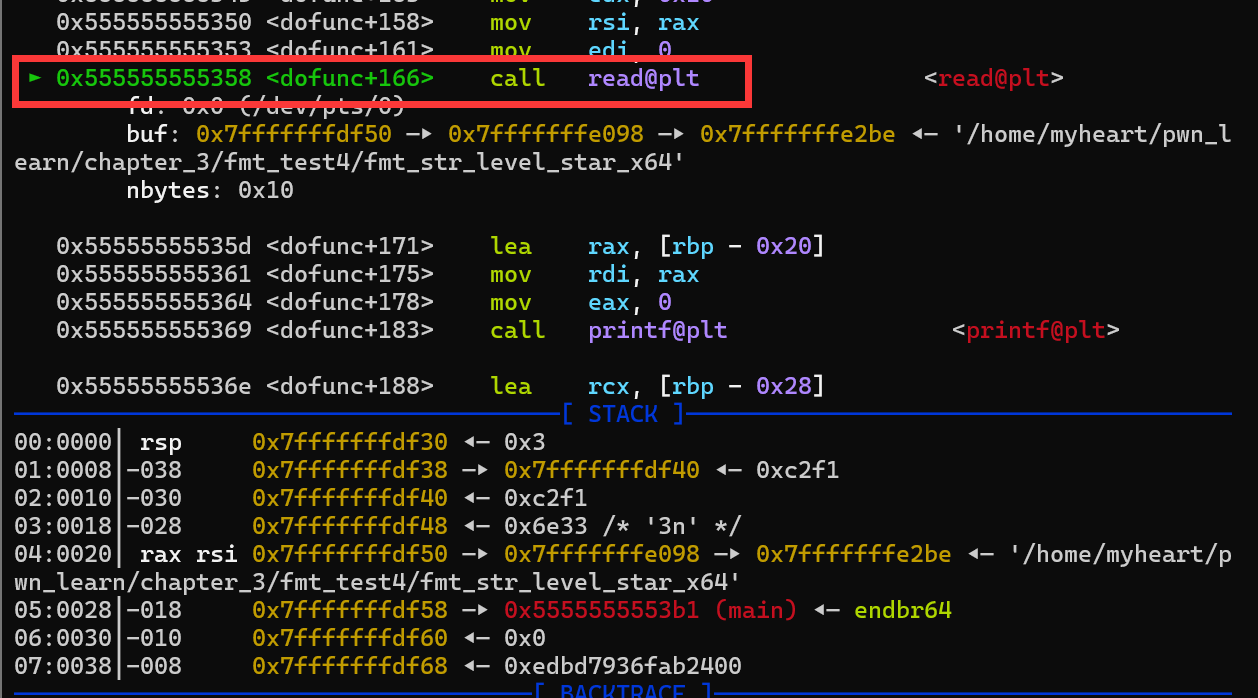 0x555555555350 <dofunc+158>    mov    rsi, rax
0x555555555353 <dofunc+161>    mov    edi, 0
► 0x555555555358 <dofunc+166>    call   read@plt                <read@plt>
fd: 0x0 (/dev/pts/0)
buf: 0x7fffffffdf50 —▸ 0x7fffffffe098 —▸ 0x7fffffffe2be ◂— '/home/myheart/pwn_l
earn/chapter_3/fmt_test4/fmt_str_level_star_x64'
nbytes: 0x10
0x55555555535d <dofunc+171>    lea    rax, [rbp - 0x20]
0x555555555361 <dofunc+175>    mov    rdi, rax
0x555555555364 <dofunc+178>    mov    eax, 0
0x555555555369 <dofunc+183>    call   printf@plt                <printf@plt>
0x55555555536e <dofunc+188>    lea    rcx, [rbp - 0x28]
[ STACK ]
00:0000│ rsp     0x7fffffffdf30 ◂— 0x3
01:0008│-038     0x7fffffffdf38 —▸ 0x7fffffffdf40 ◂— 0xc2f1
02:0010│-030     0x7fffffffdf40 ◂— 0xc2f1
03:0018│-028     0x7fffffffdf48 ◂— 0x6e33 /* '3n' */
04:0020│ rax rsi 0x7fffffffdf50 —▸ 0x7fffffffe098 —▸ 0x7fffffffe2be ◂— '/home/myheart/p
wn_learn/chapter_3/fmt_test4/fmt_str_level_star_x64'
05:0028│-018     0x7fffffffdf58 —▸ 0x5555555553b1 (main) ◂— endbr64
06:0030│-010     0x7fffffffdf60 ◂— 0x0
07:0038│-008     0x7fffffffdf68 ◂— 0xedbd7936fab2400
[ BACKTRACE ]